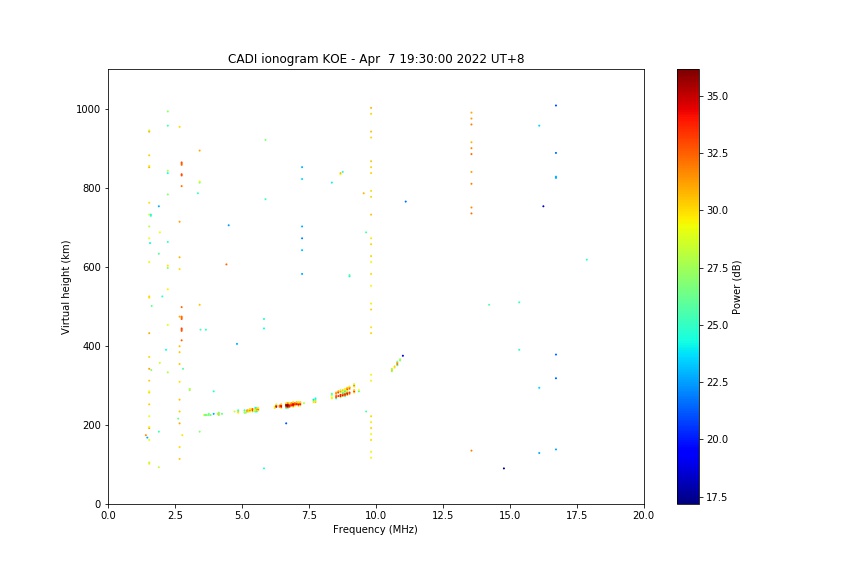 CADI ionogram KOE - Apr  7 19:30:00 2022 UT+8
Virtual height (km)
1000
800
600
400
200
0
0.0 2.5 5.0 7.5 10.0 12.5 15.0 17.5 20.0
Frequency (MHz)
35.0
32.5
30.0
27.5
25.0
22.5
20.0
17.5
Power (dB)